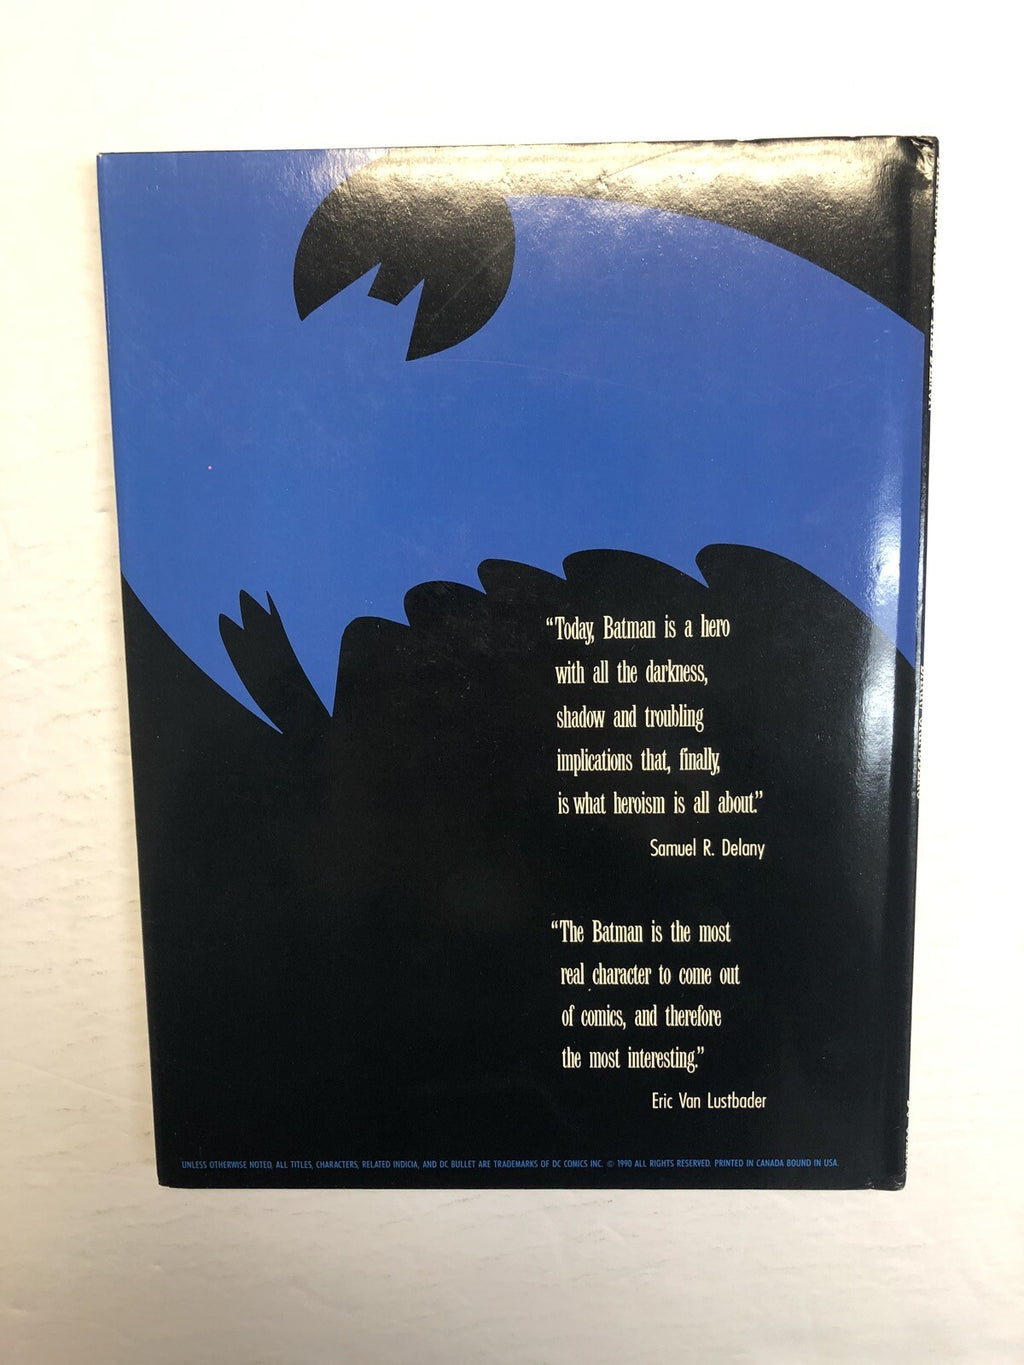 “Today, Batman is a hero
with all the darkness,
shadow and troubling
implications that, finally,
is what heroism is all about.”
Samuel R. Delany
“The Batman is the most
real character to come out
of comics, and therefore
the most interesting.”
Eric Van Lustbader
UNLESS OTHERWISE NOTED, ALL TITLES, CHARACTERS, RELATED INDICIA, AND DC BULLET ARE TRADEMARKS OF DC COMICS INC. © 1990 ALL RIGHTS RESERVED. PRINTED IN CANADA BOUND IN USA.